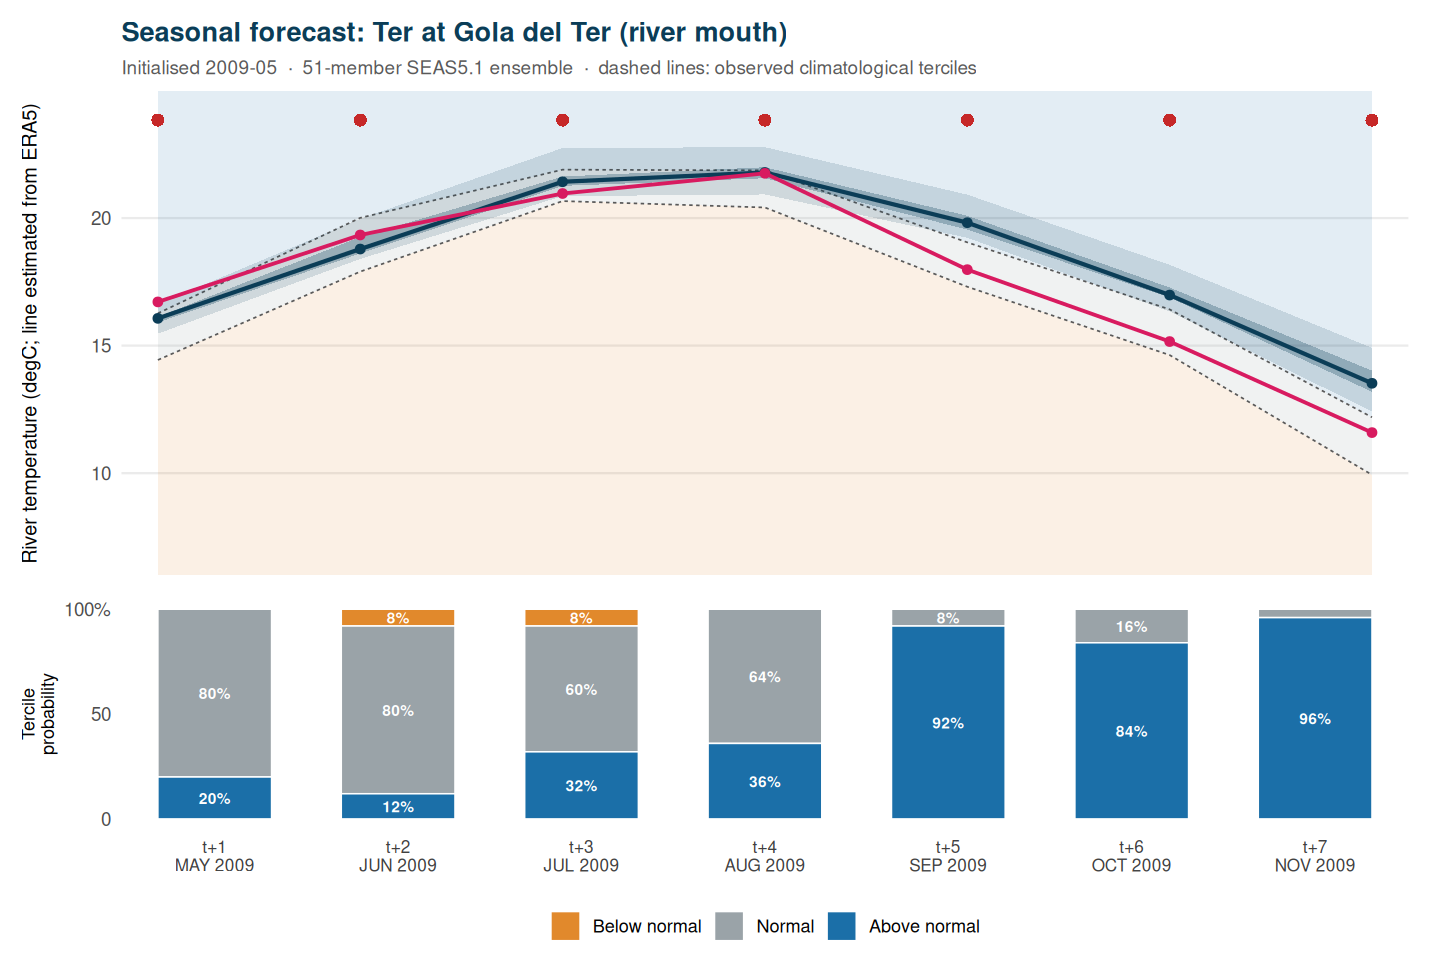 Seasonal forecast: Ter at Gola del Ter (river mouth)
Initialised 2009-05 · 51-member SEAS5.1 ensemble · dashed lines: observed climatological terciles
River temperature (degC; line estimated from ERA5)
20
15
10
Tercile
probability
100%
50
0
80%
20%
8%
80%
12%
8%
60%
32%
64%
36%
8%
92%
16%
84%
96%
t+1
MAY 2009
t+2
JUN 2009
t+3
JUL 2009
t+4
AUG 2009
t+5
SEP 2009
t+6
OCT 2009
t+7
NOV 2009
Below normal
Normal
Above normal